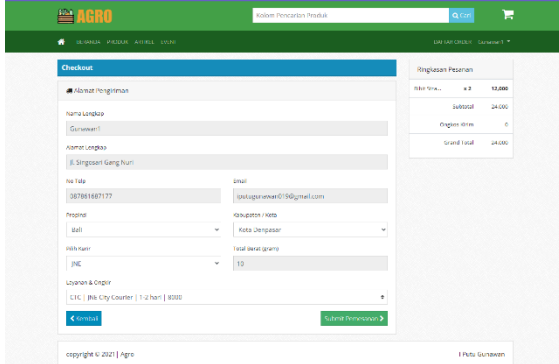 AGRO
Kolom Pencarian Produk
Cari
BERANDA PRODUK ARTIKEL EVENT
DAFTAR ORDER Gunawan1
Checkout
Alamat Pengiriman
Nama Lengkap
Gunawan1
Alamat Lengkap
Jl. Singosari Gang Nuri
No Telp
087861687177
Email
iputugunawan019@gmail.com
Propinsi
Bali
Kabupaten / Kota
Kota Denpasar
Pilih Kurir
JNE
Total Berat (gram)
10
Layanan & Ongkir
CTC | JNE City Courier | 1-2 hari | 8000
Kembali
Submit Pemesanan
Ringkasan Pesanan
x 2 12,000
Subtotal 24,000
Ongkos Kirim 0
Grand Total 24,000
copyright © 2021 | Agro
I Putu Gunawan